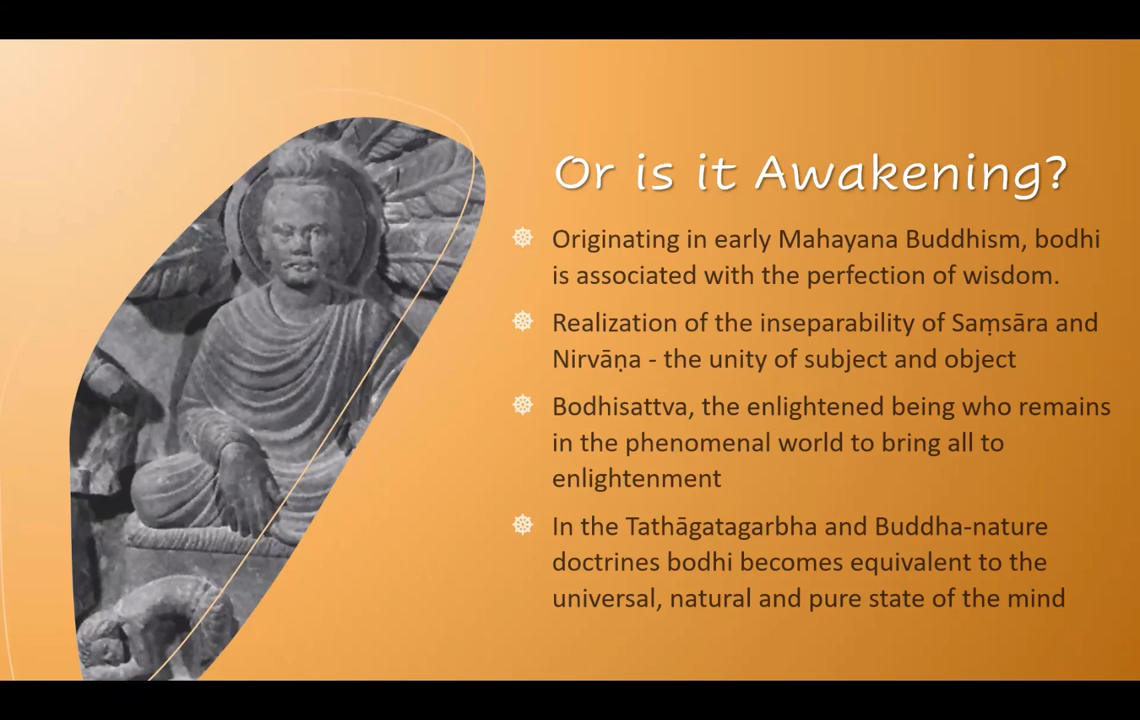 Or is it Awakening?
Originating in early Mahayana Buddhism, bodhi
is associated with the perfection of wisdom.
Realization of the inseparability of Saṃsāra and
Nirvāṇa - the unity of subject and object
Bodhisattva, the enlightened being who remains
in the phenomenal world to bring all to
enlightenment
In the Tathāgatagarbha and Buddha-nature
doctrines bodhi becomes equivalent to the
universal, natural and pure state of the mind